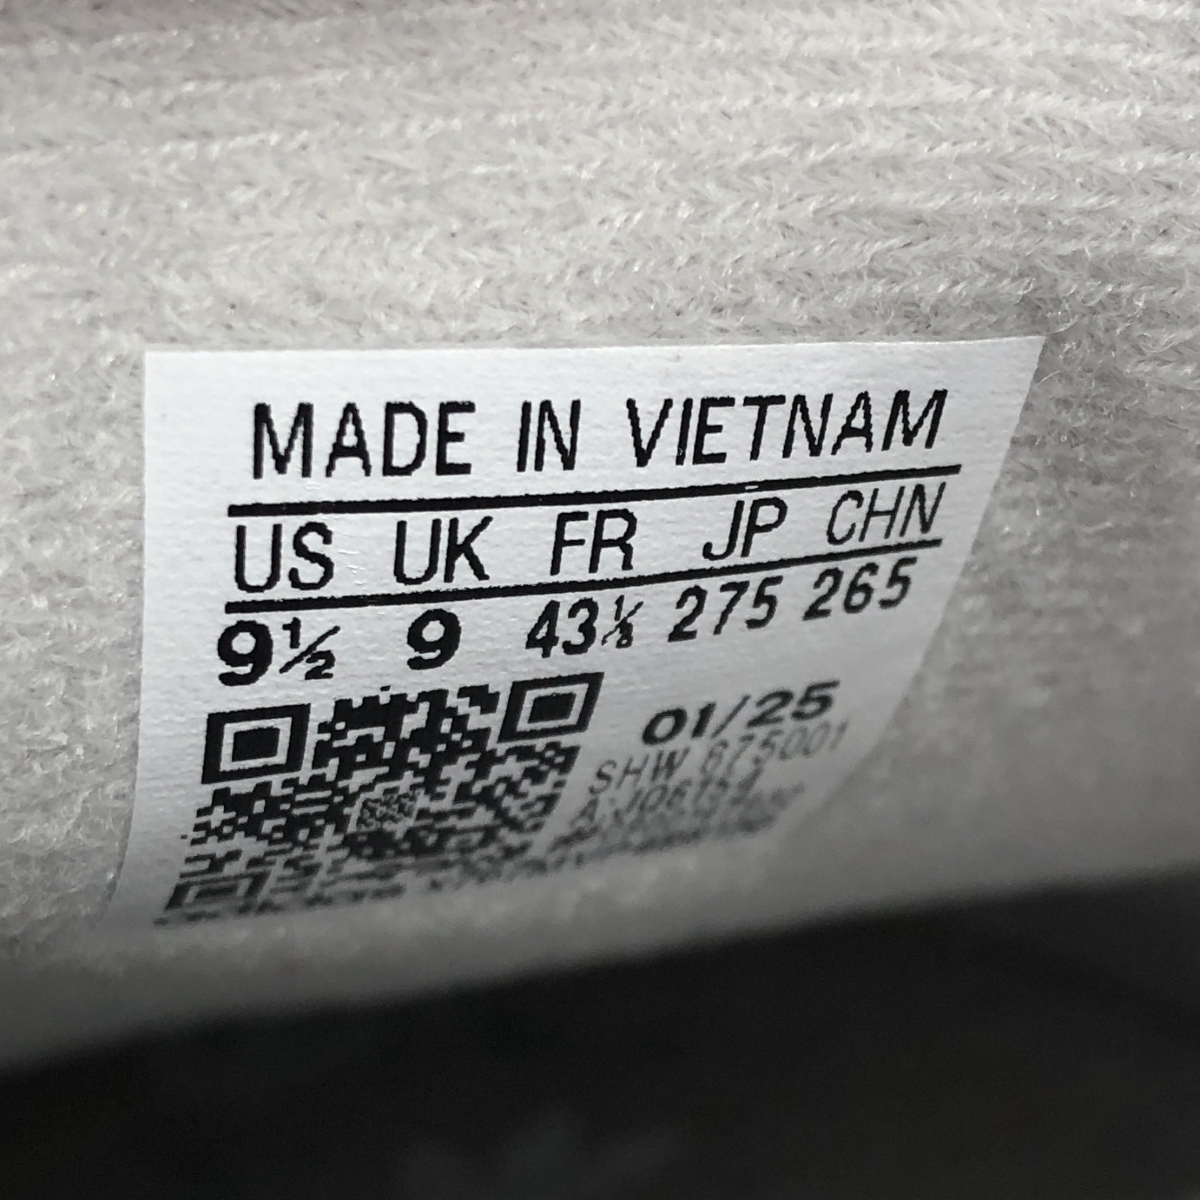 MADE IN VIETNAM
US UK FR JP CHN
9½ 9 43⅓ 275 265
01/25
SHW 675001